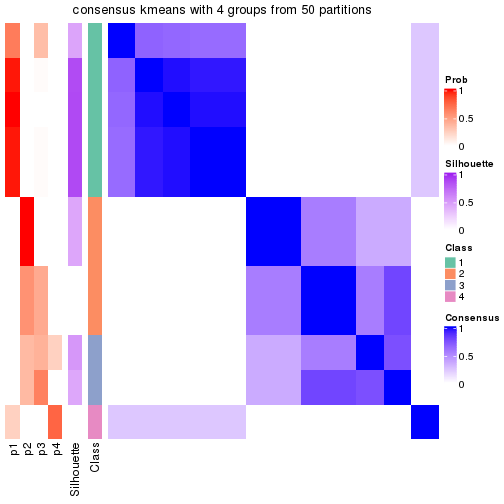 consensus kmeans with 4 groups from 50 partitions
Prob
1
0.5
0
Silhouette
1
0.5
0
Class
1
2
3
4
Consensus
1
0.5
0
p1
p2
p3
p4
Silhouette
Class